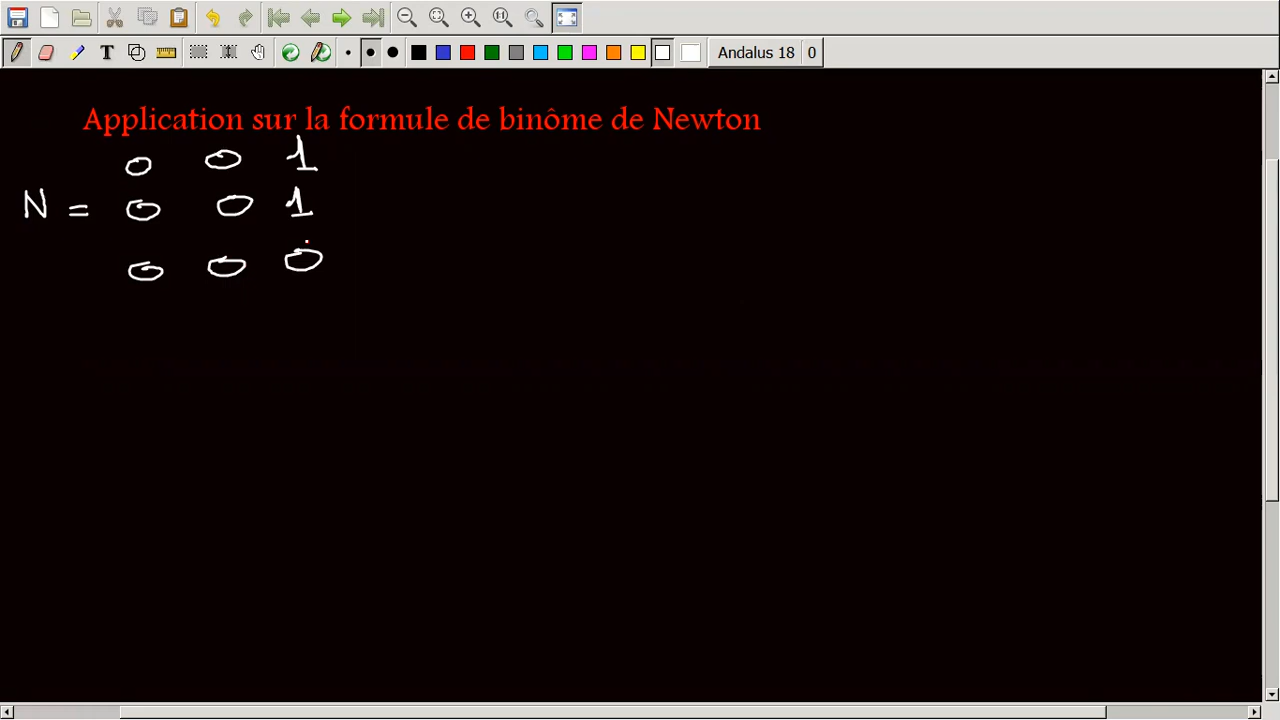 Andalus 18 0
Application sur la formule de binôme de Newton
0 0 1
N = 0 0 1
0 0 0